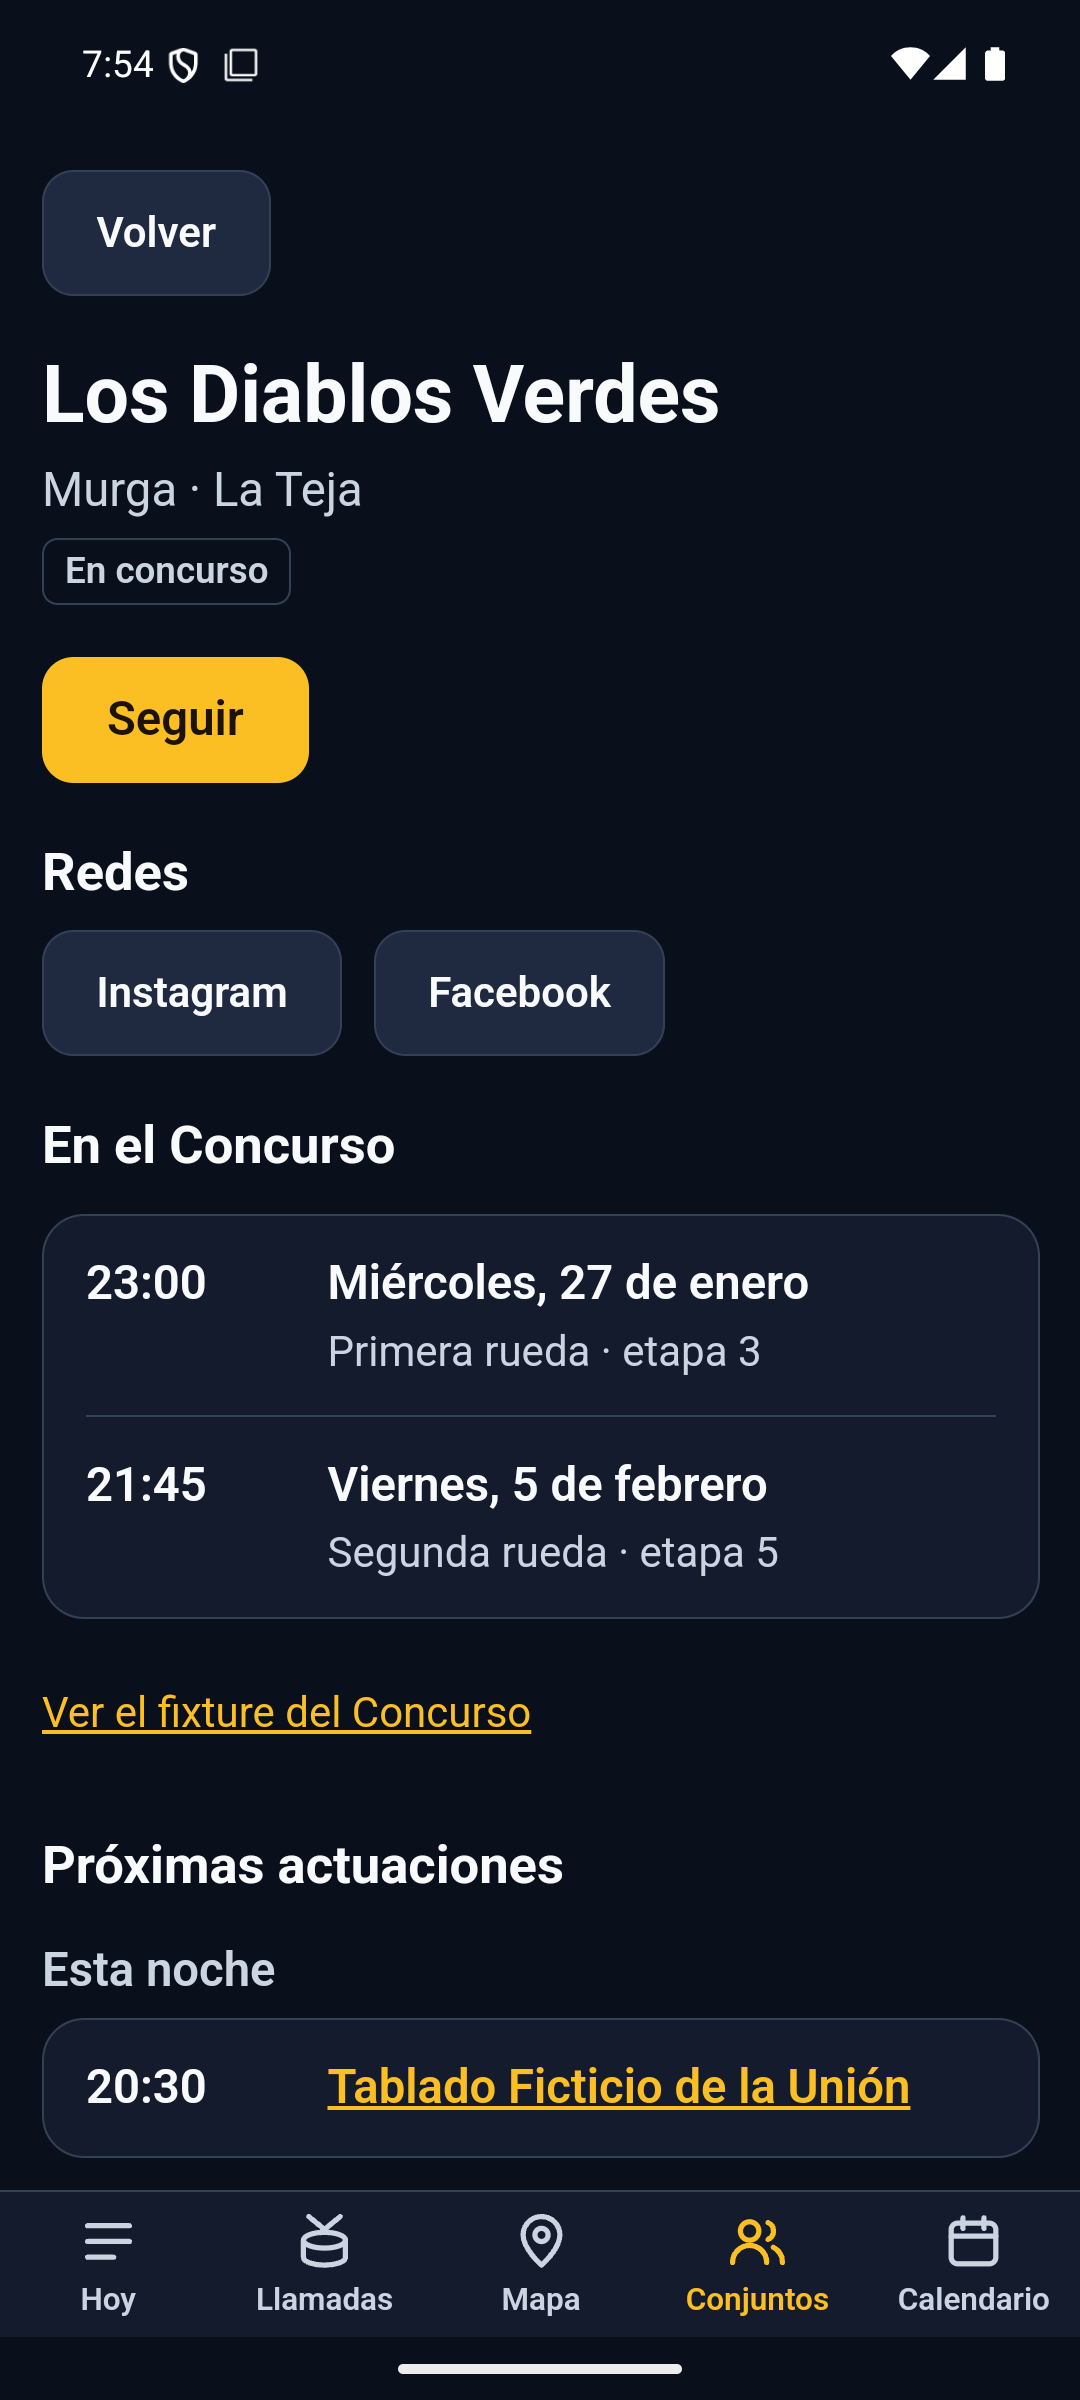 7:54
Volver
Los Diablos Verdes
Murga · La Teja
En concurso
Seguir
Redes
Instagram Facebook
En el Concurso
23:00 Miércoles, 27 de enero
Primera rueda · etapa 3
21:45 Viernes, 5 de febrero
Segunda rueda · etapa 5
Ver el fixture del Concurso
Próximas actuaciones
Esta noche
20:30 Tablado Ficticio de la Unión
Hoy Llamadas Mapa Conjuntos Calendario